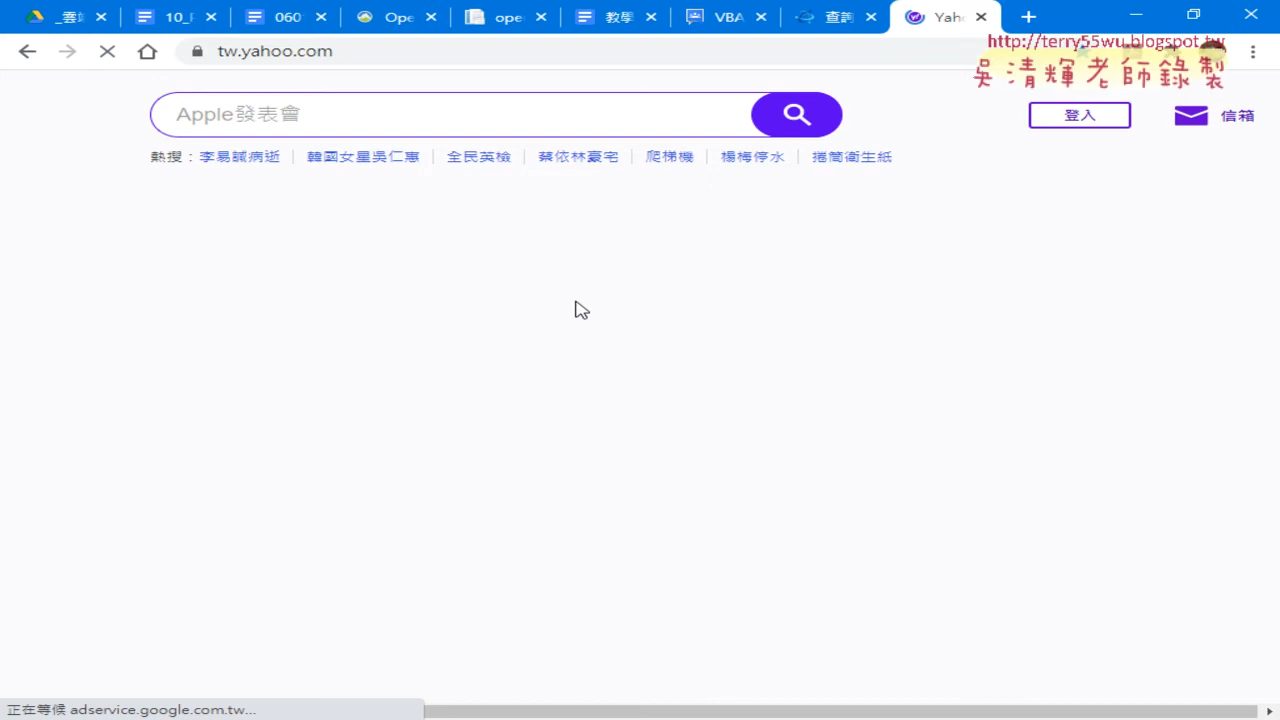 _雲端
10_
060
Ope
ope
教學
VBA
查詢
Yah
tw.yahoo.com
http://terry55wu.blogspot.tw
吳清輝老師錄製
Apple發表會
登入
信箱
熱搜：李易諴病逝 韓國女星吳仁惠 全民英檢 蔡依林豪宅 爬梯機 楊梅停水 捲筒衛生紙
正在等候 adservice.google.com.tw...